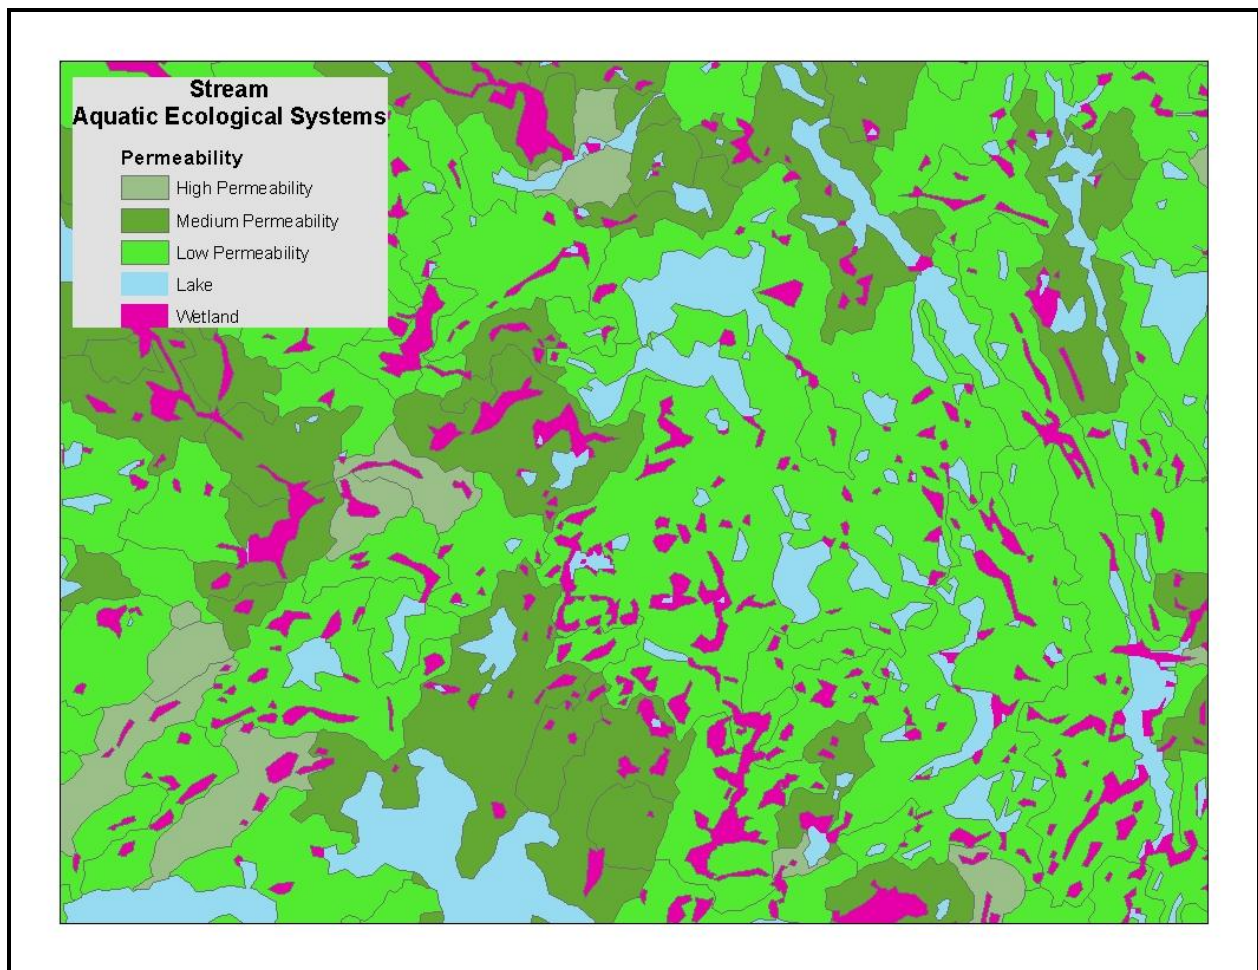 Stream
Aquatic Ecological Systems
Permeability
High Permeability
Medium Permeability
Low Permeability
Lake
Wetland